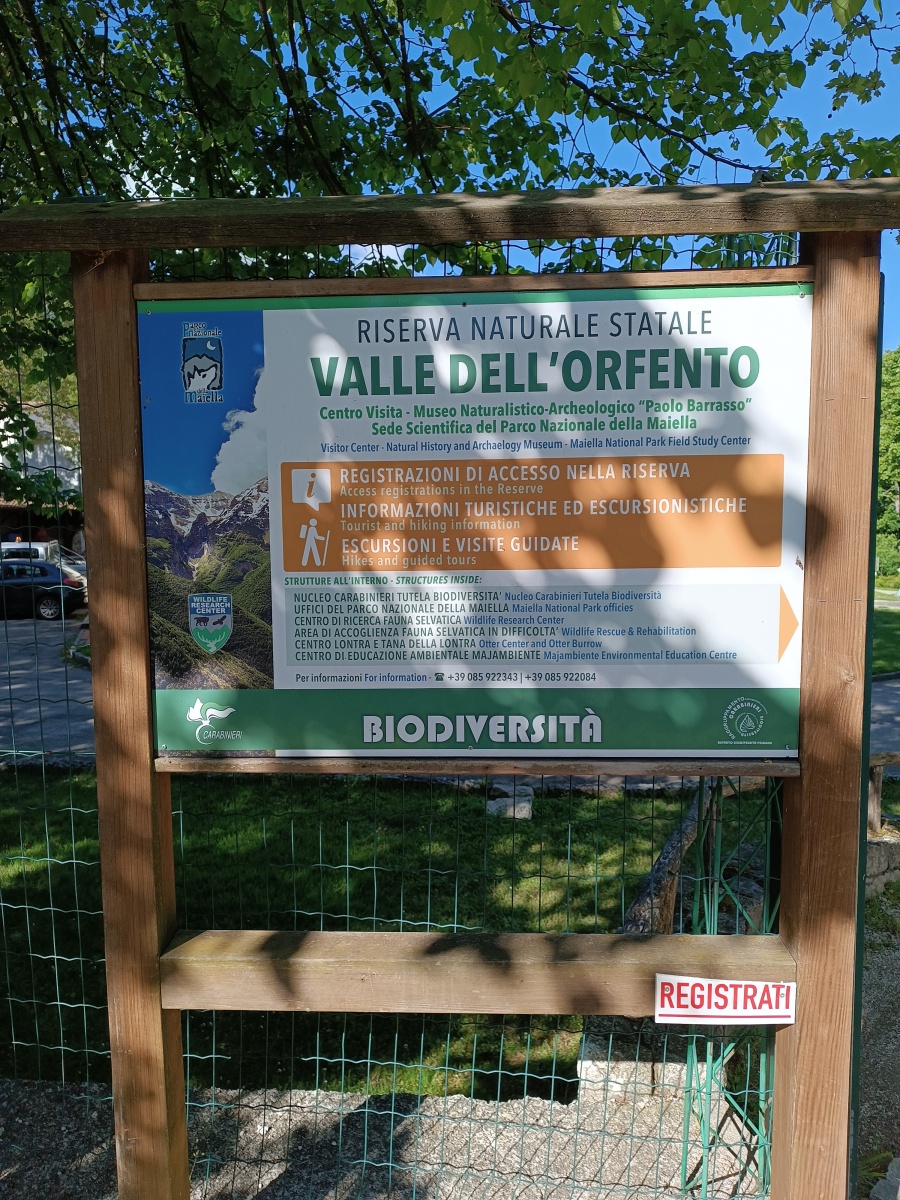 Parco
Nazionale
della
Maiella
RISERVA NATURALE STATALE
VALLE DELL'ORFENTO
Centro Visita - Museo Naturalistico-Archeologico "Paolo Barrasso"
Sede Scientifica del Parco Nazionale della Maiella
Visitor Center - Natural History and Archaelogy Museum - Maiella National Park Field Study Center
REGISTRAZIONI DI ACCESSO NELLA RISERVA
Access registrations in the Reserve
INFORMAZIONI TURISTICHE ED ESCURSIONISTICHE
Tourist and hiking information
ESCURSIONI E VISITE GUIDATE
Hikes and guided tours
STRUTTURE ALL'INTERNO - STRUCTURES INSIDE:
NUCLEO CARABINIERI TUTELA BIODIVERSITA' Nucleo Carabinieri Tutela Biodiversità
UFFICI DEL PARCO NAZIONALE DELLA MAIELLA Maiella National Park officies
CENTRO DI RICERCA FAUNA SELVATICA Wildlife Research Center
AREA DI ACCOGLIENZA FAUNA SELVATICA IN DIFFICOLTA' Wildlife Rescue & Rehabilitation
CENTRO LONTRA E TANA DELLA LONTRA Otter Center and Otter Burrow
CENTRO DI EDUCAZIONE AMBIENTALE MAJAMBIENTE Majambiente Environmental Education Centre
WILDLIFE
RESEARCH
CENTER
Per informazioni For information - ☎ +39 085 922343 | +39 085 922084
CARABINIERI
BIODIVERSITÀ
RAGGRUPPAMENTO
CARABINIERI
BIODIVERSITÀ
REGISTRATI